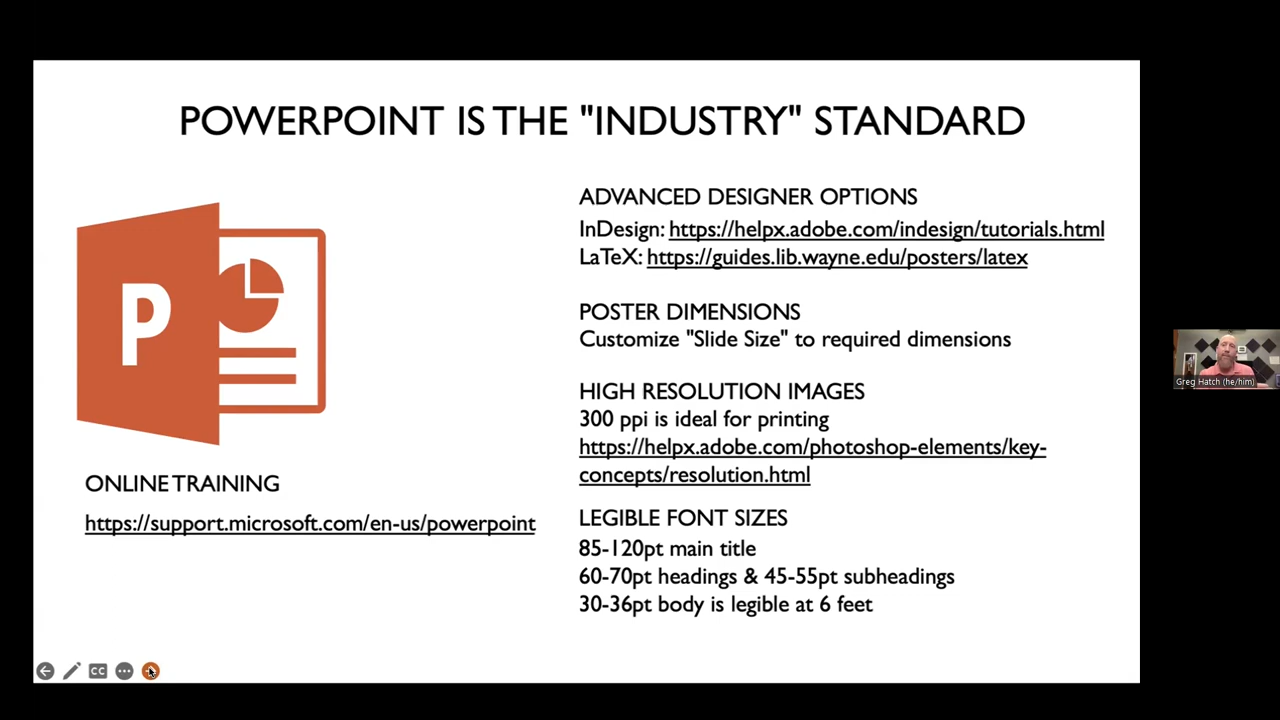 POWERPOINT IS THE "INDUSTRY" STANDARD
P
ONLINE TRAINING
https://support.microsoft.com/en-us/powerpoint
ADVANCED DESIGNER OPTIONS
InDesign: https://helpx.adobe.com/indesign/tutorials.html
LaTeX: https://guides.lib.wayne.edu/posters/latex
POSTER DIMENSIONS
Customize "Slide Size" to required dimensions
HIGH RESOLUTION IMAGES
300 ppi is ideal for printing
https://helpx.adobe.com/photoshop-elements/key-
concepts/resolution.html
LEGIBLE FONT SIZES
85-120pt main title
60-70pt headings & 45-55pt subheadings
30-36pt body is legible at 6 feet
CC
Greg Hatch (he/him)